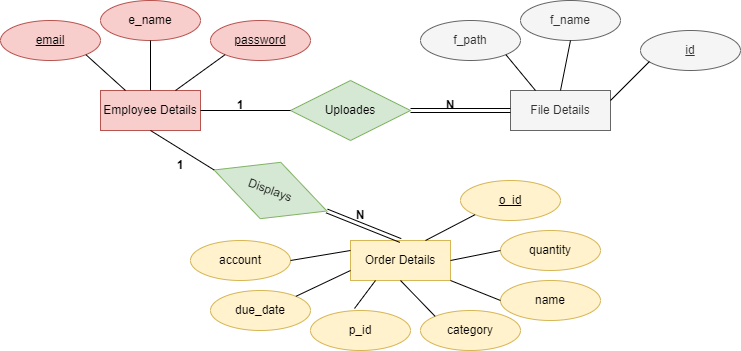 e_name
f_name
email
password
f_path
id
Employee Details
1
Uploades
N
File Details
1
Displays
N
o_id
account
Order Details
quantity
due_date
name
p_id
category